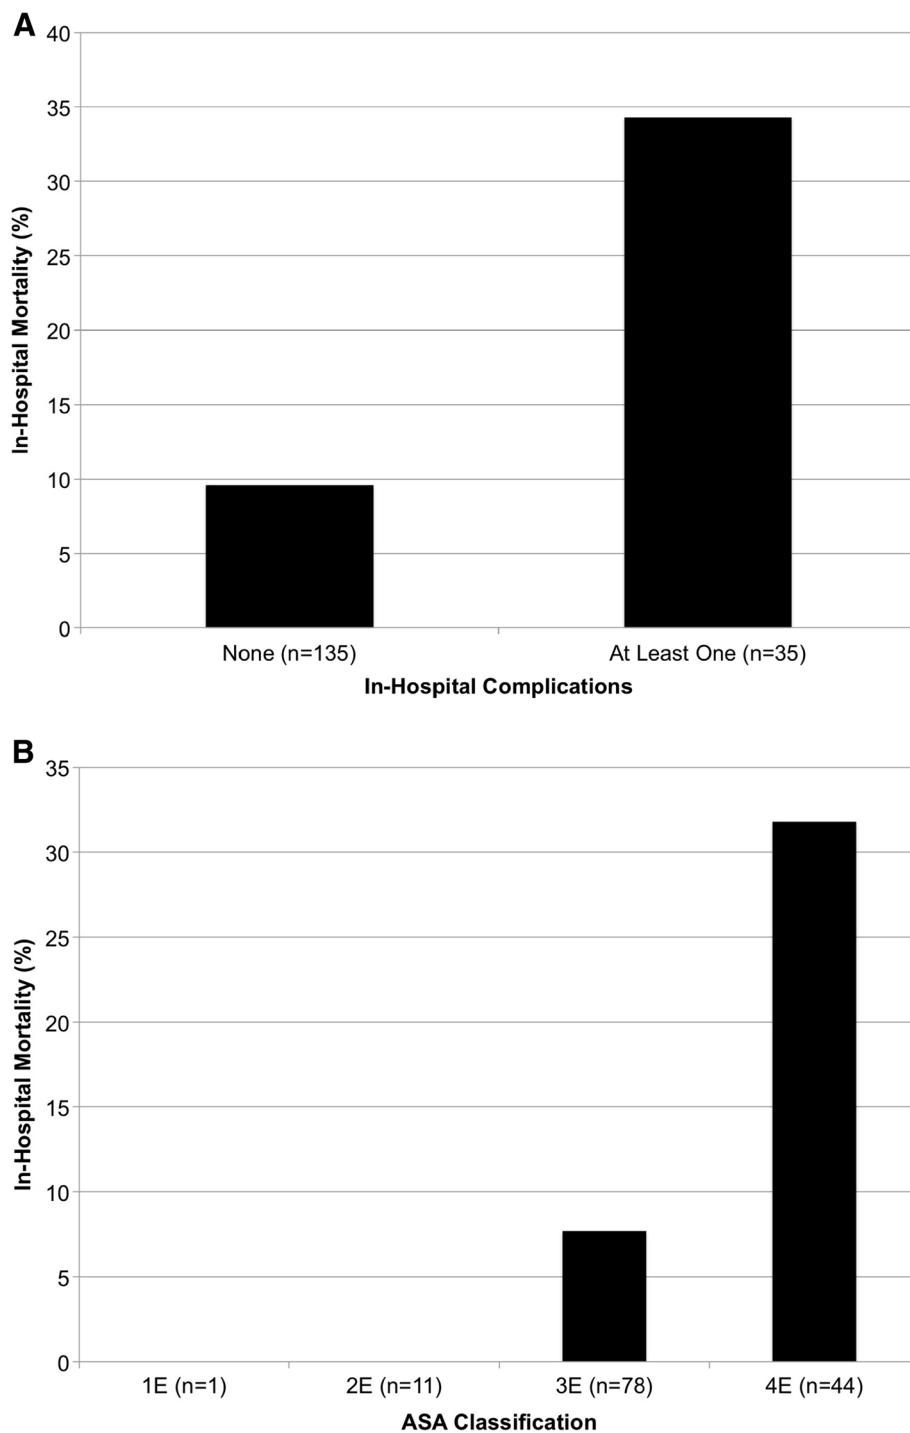 A
40
35
30
25
20
15
10
5
0
In-Hospital Mortality (%)
None (n=135) At Least One (n=35)
In-Hospital Complications
B
35
30
25
20
15
10
5
0
In-Hospital Mortality (%)
1E (n=1) 2E (n=11) 3E (n=78) 4E (n=44)
ASA Classification